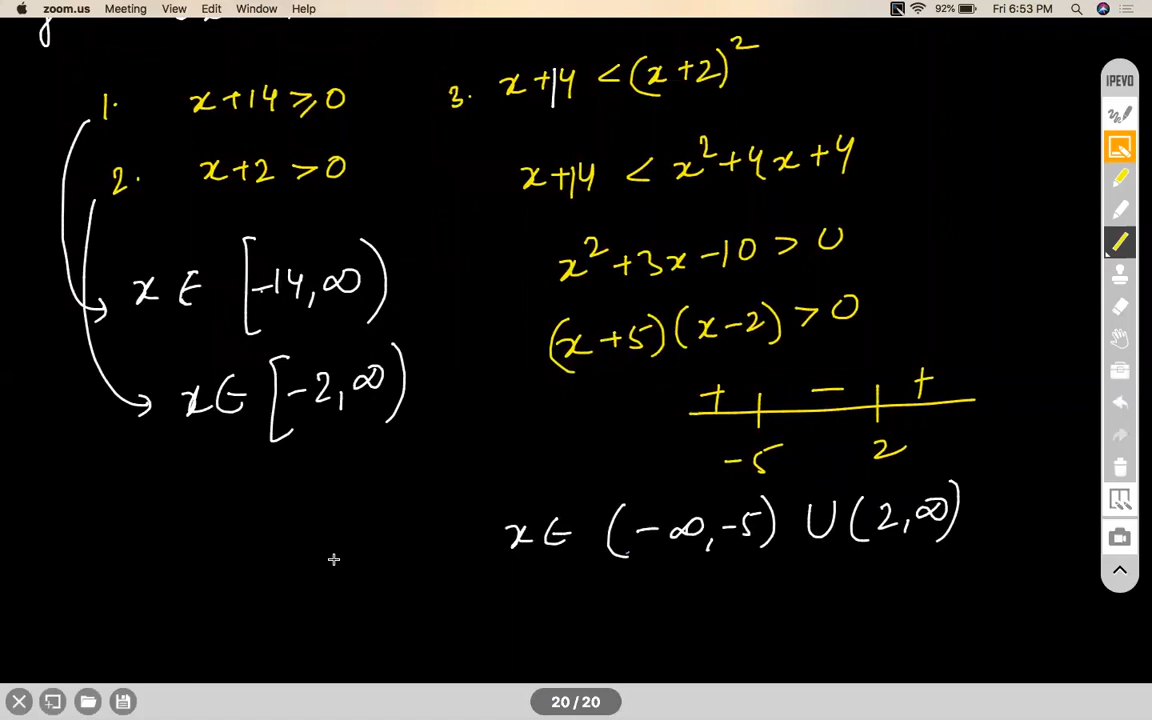 zoom.us Meeting View Edit Window Help 92% Fri 6:53 PM
1. x+14 ⩾ 0
2. x+2 > 0
x ∈ [-14, ∞)
x ∈ [-2, ∞)
3. x+14 < (x+2)²
x+14 < x²+4x+4
x²+3x-10 > 0
(x+5)(x-2) > 0
+ - +
-5 2
x ∈ (-∞, -5) ∪ (2, ∞)
IPEVO
20 / 20